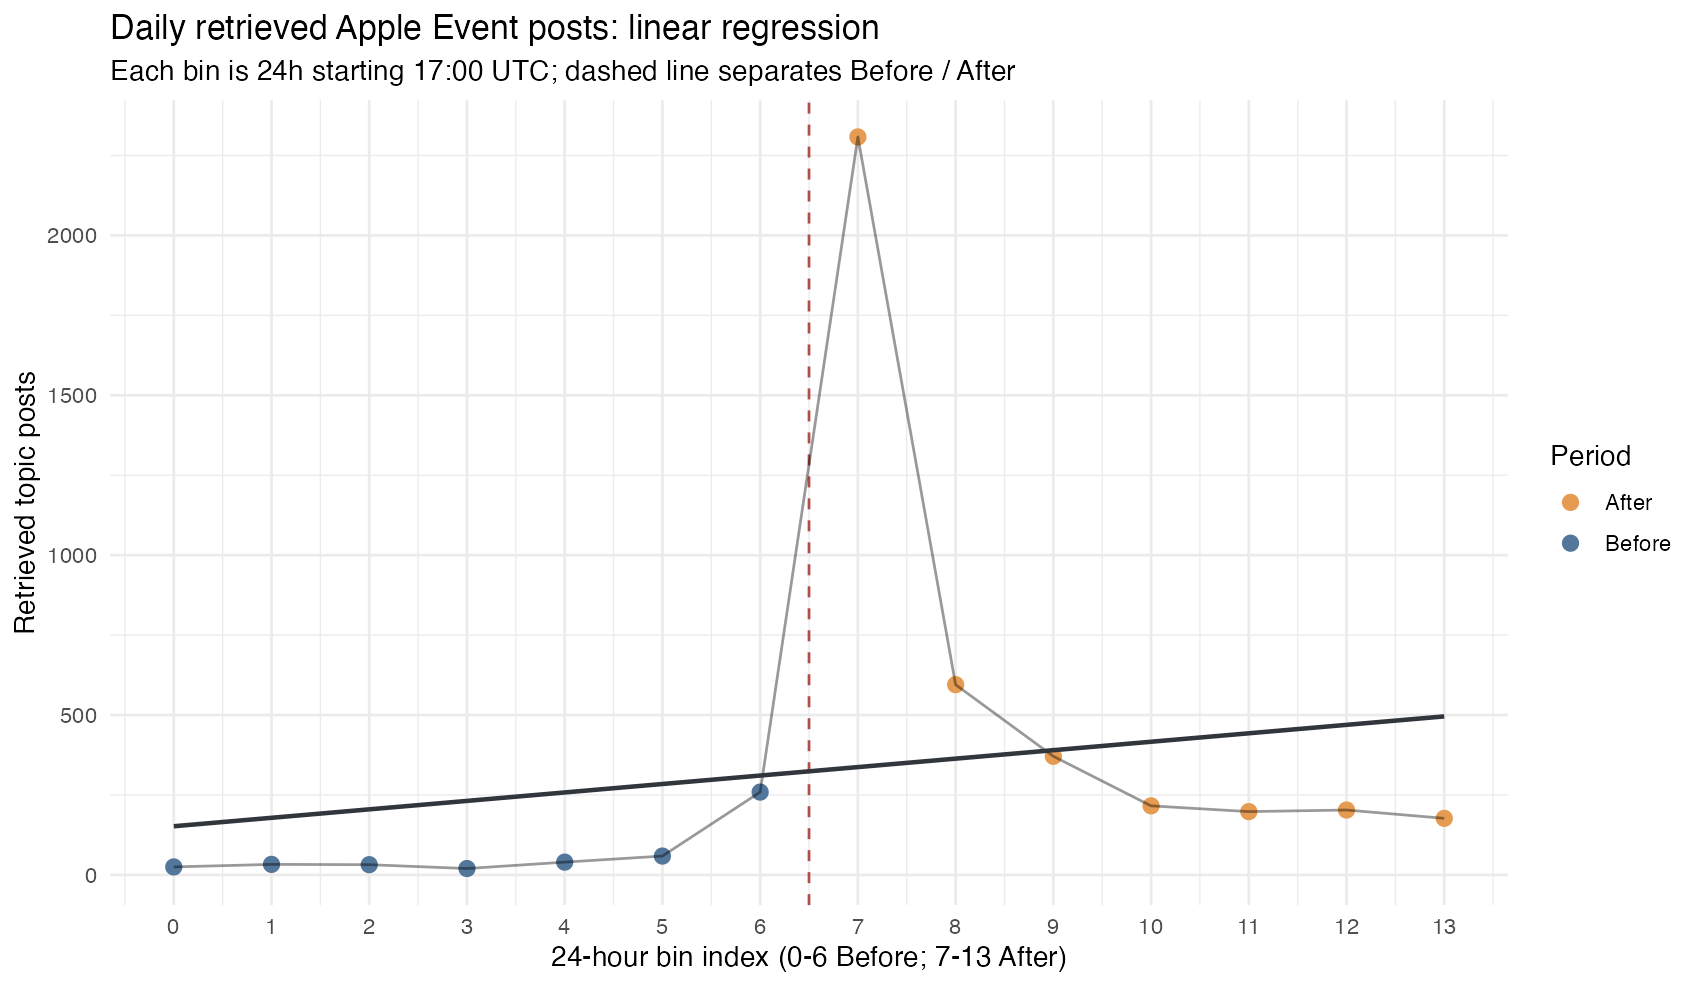 Daily retrieved Apple Event posts: linear regression
Each bin is 24h starting 17:00 UTC; dashed line separates Before / After
Retrieved topic posts
2000
1500
1000
500
0
0 1 2 3 4 5 6 7 8 9 10 11 12 13
24-hour bin index (0-6 Before; 7-13 After)
Period
After
Before